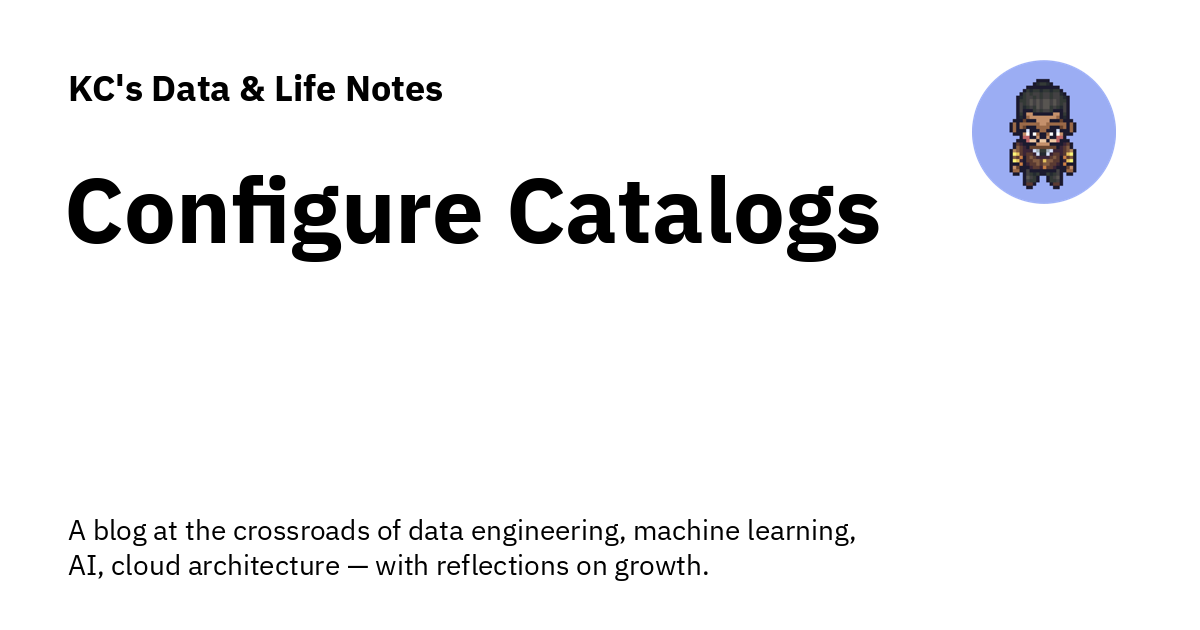 KC's Data & Life Notes
Configure Catalogs
A blog at the crossroads of data engineering, machine learning,
AI, cloud architecture — with reflections on growth.